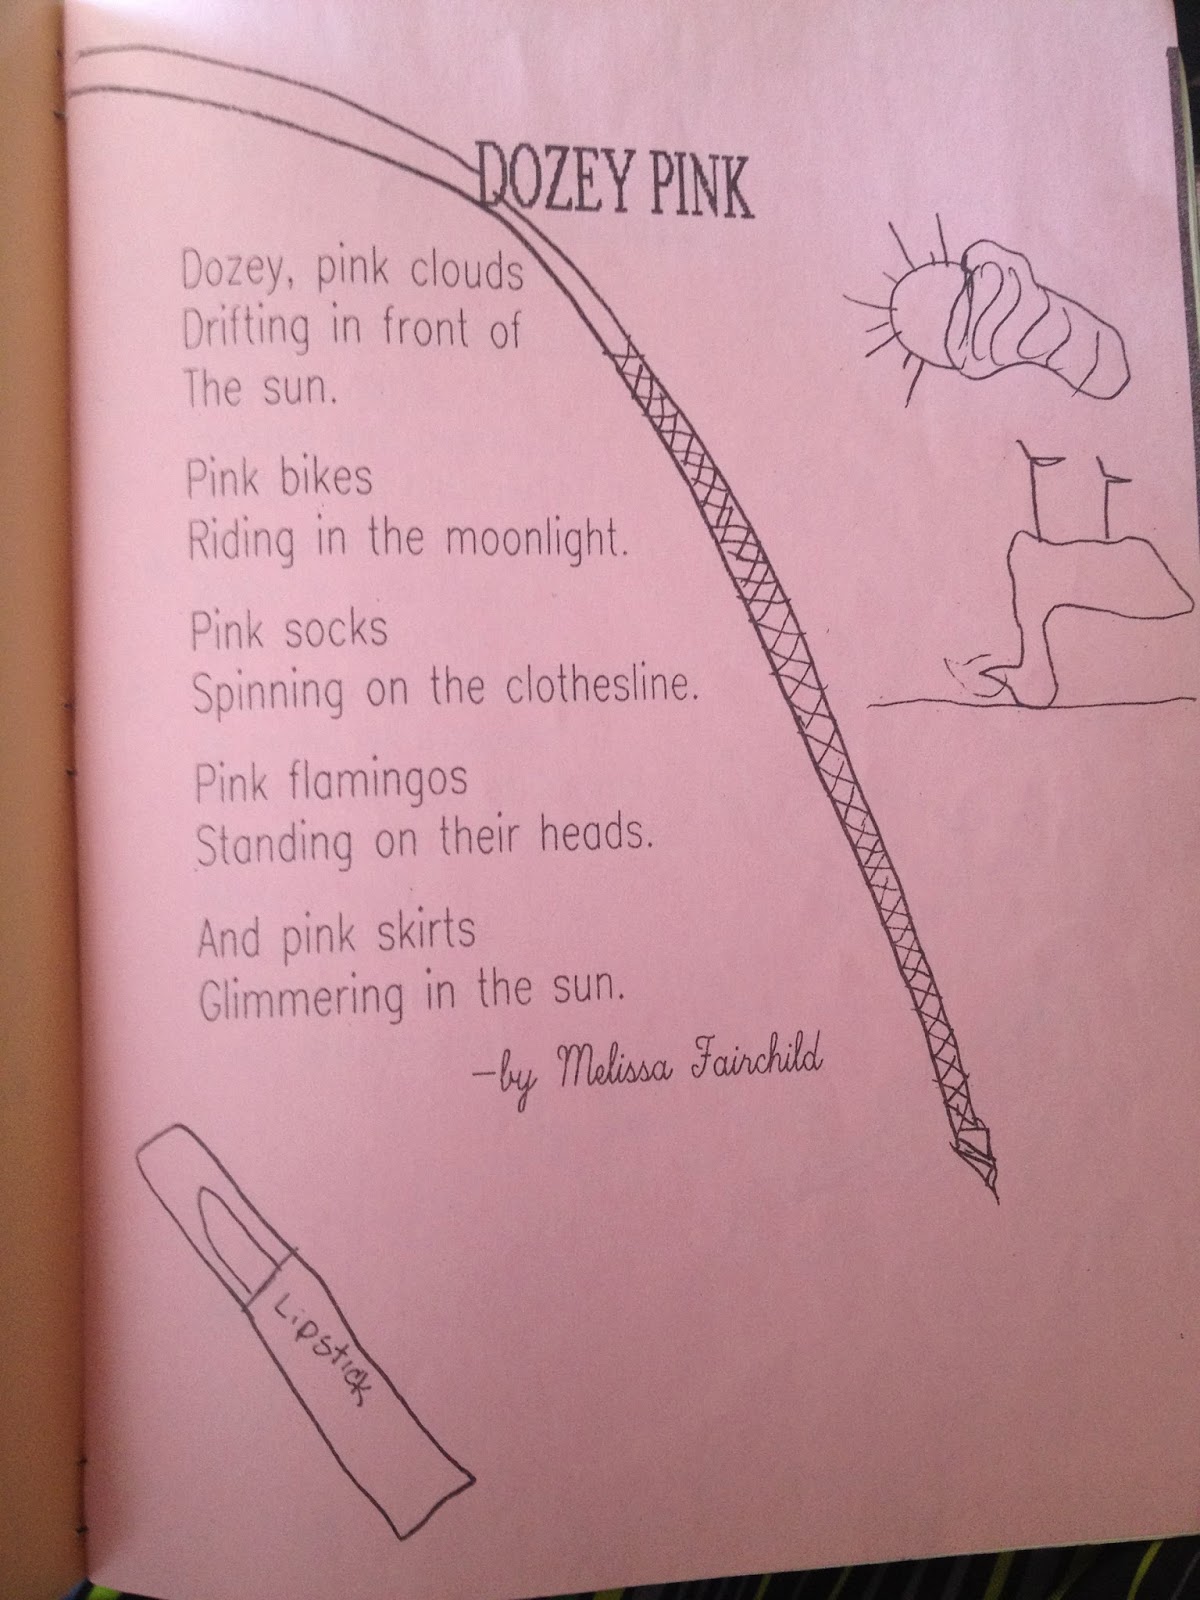 DOZEY PINK
Dozey, pink clouds
Drifting in front of
The sun.
Pink bikes
Riding in the moonlight.
Pink socks
Spinning on the clothesline.
Pink flamingos
Standing on their heads.
And pink skirts
Glimmering in the sun.
—by Melissa Fairchild
LipStick